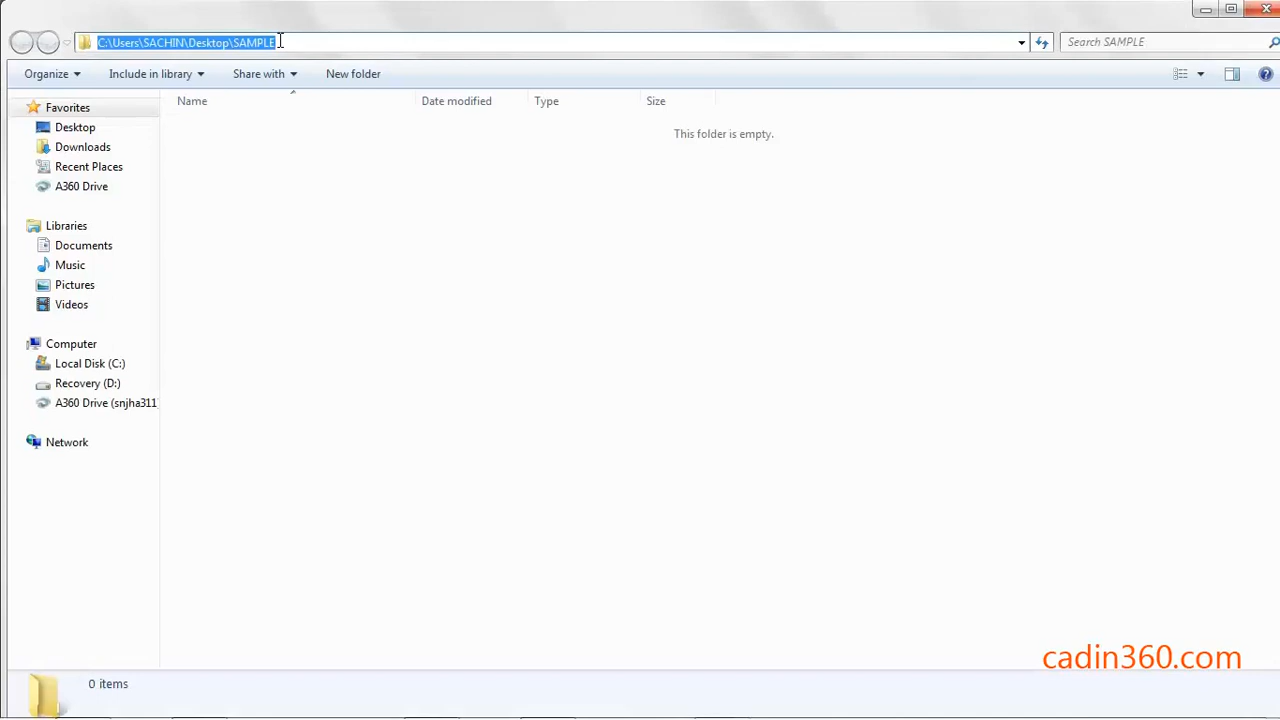 C:\Users\SACHIN\Desktop\SAMPLE
Search SAMPLE
Organize
Include in library
Share with
New folder
Name
Date modified
Type
Size
This folder is empty.
Favorites
Desktop
Downloads
Recent Places
A360 Drive
Libraries
Documents
Music
Pictures
Videos
Computer
Local Disk (C:)
Recovery (D:)
A360 Drive (snjha311)
Network
cadin360.com
0 items